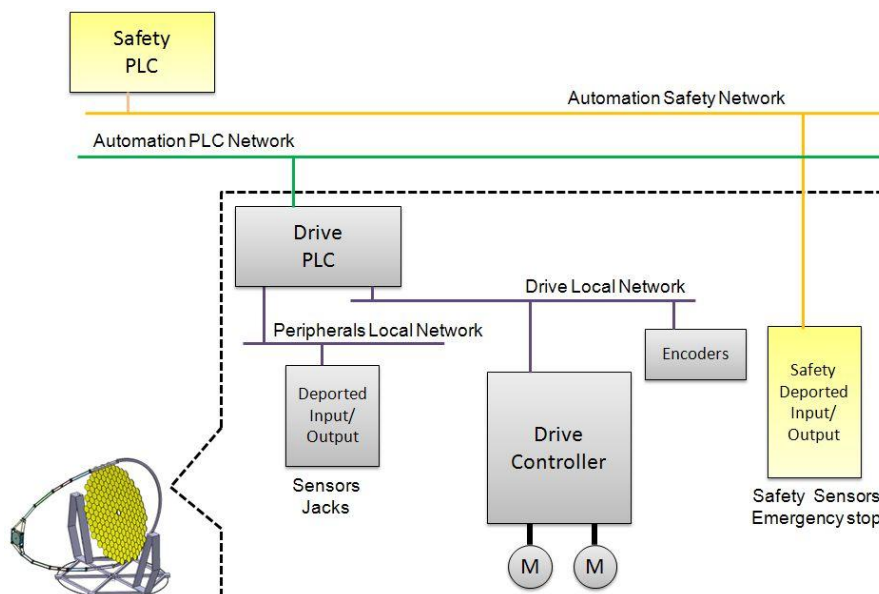 Safety
PLC
Automation Safety Network
Automation PLC Network
Drive
PLC
Drive Local Network
Peripherals Local Network
Encoders
Deported
Input/
Output
Sensors
Jacks
Drive
Controller
Safety
Deported
Input/
Output
Safety Sensors
Emergency stop
M
M